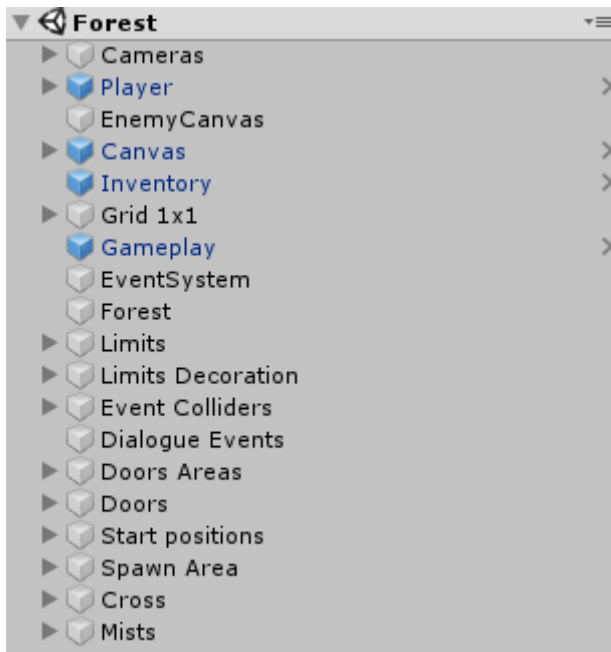 Forest
Cameras
Player
EnemyCanvas
Canvas
Inventory
Grid 1x1
Gameplay
EventSystem
Forest
Limits
Limits Decoration
Event Colliders
Dialogue Events
Doors Areas
Doors
Start positions
Spawn Area
Cross
Mists